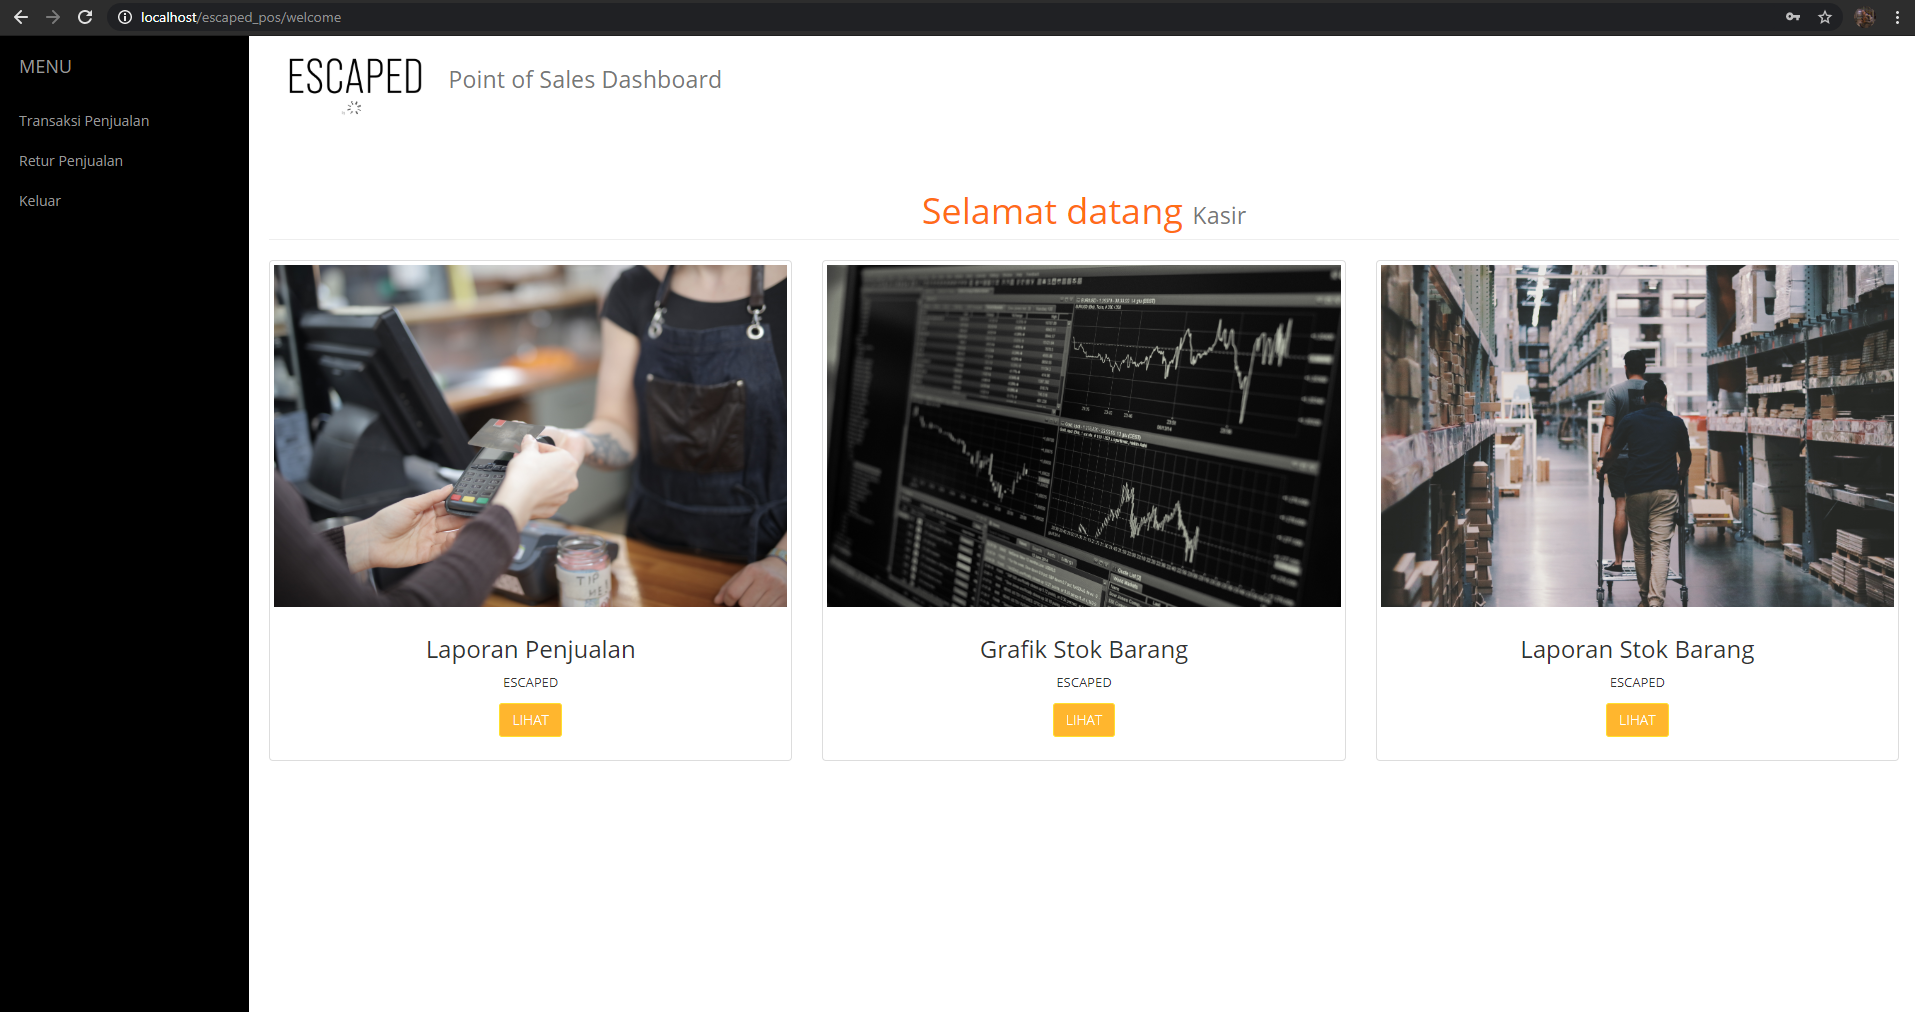 localhost/escaped_pos/welcome
MENU
Transaksi Penjualan
Retur Penjualan
Keluar
ESCAPED
Point of Sales Dashboard
Selamat datang Kasir
TIP
Laporan Penjualan
ESCAPED
LIHAT
Grafik Stok Barang
ESCAPED
LIHAT
Laporan Stok Barang
ESCAPED
LIHAT